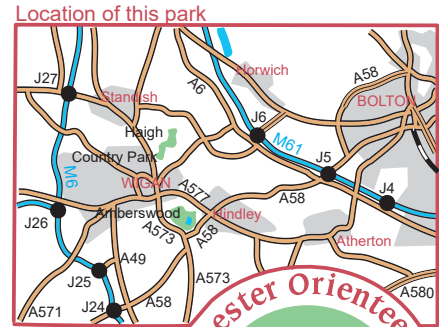 Location of this park
Horwich
A58
J27
A6
Standish
BOLTON
J6
Haigh
M61
Country Park
J5
M6
WIGAN
A577
A58
J4
Amberswood
Hindley
J26
A573
A58
Atherton
A49
J25
A573
A58
A580
J24
A571
ester Oriente